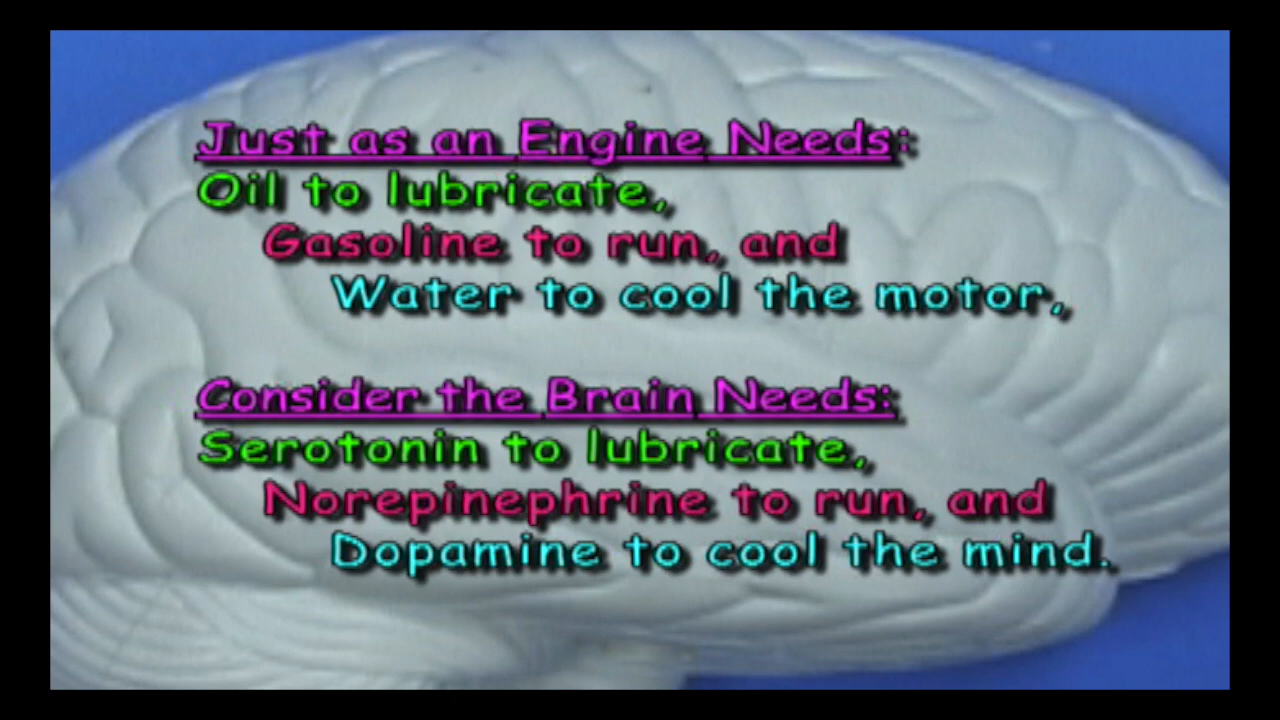 Just as an Engine Needs:
Oil to lubricate,
Gasoline to run, and
Water to cool the motor,
Consider the Brain Needs:
Serotonin to lubricate,
Norepinephrine to run, and
Dopamine to cool the mind.